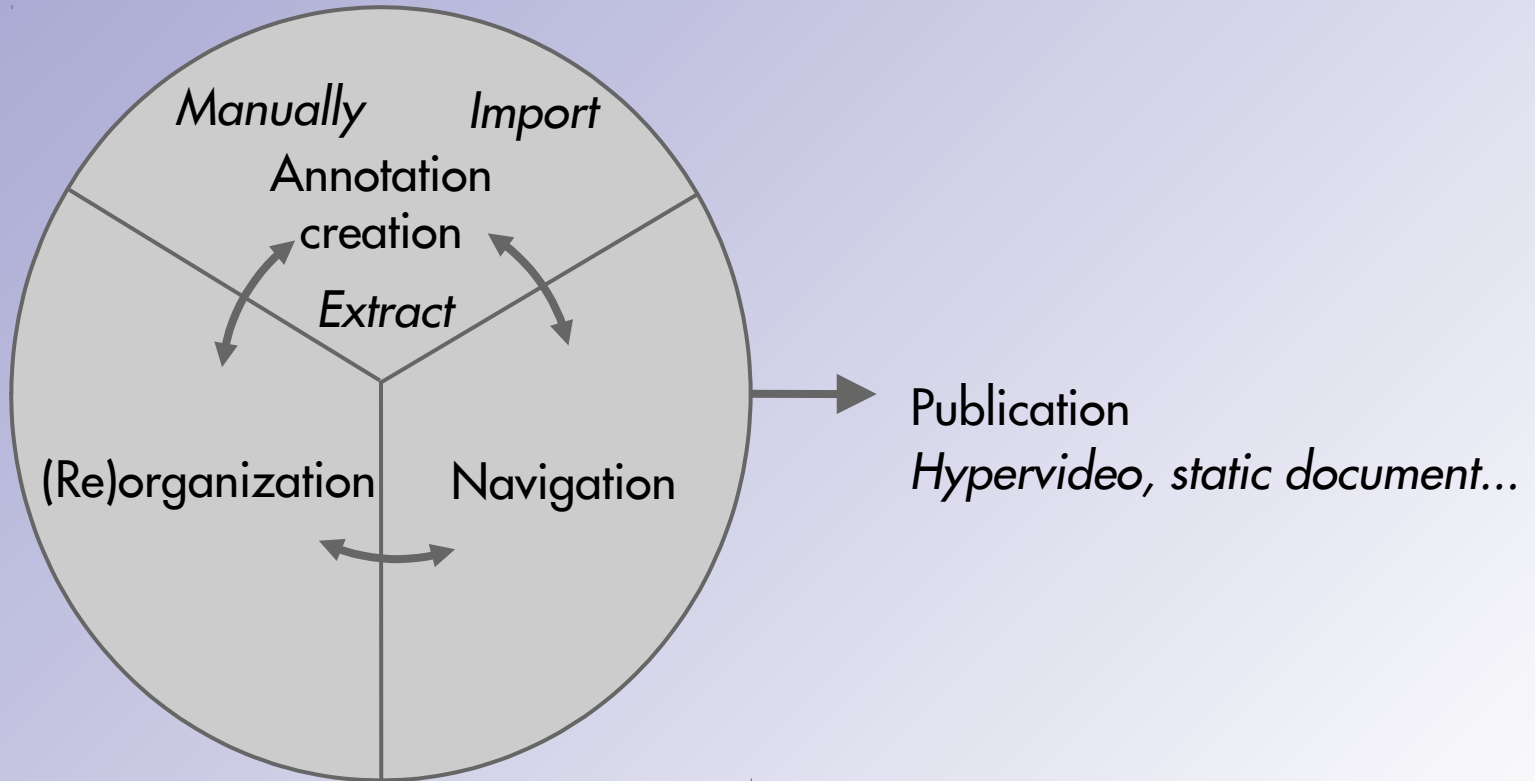 Manually Import
Annotation
creation
Extract
(Re)organization Navigation
Publication
Hypervideo, static document...